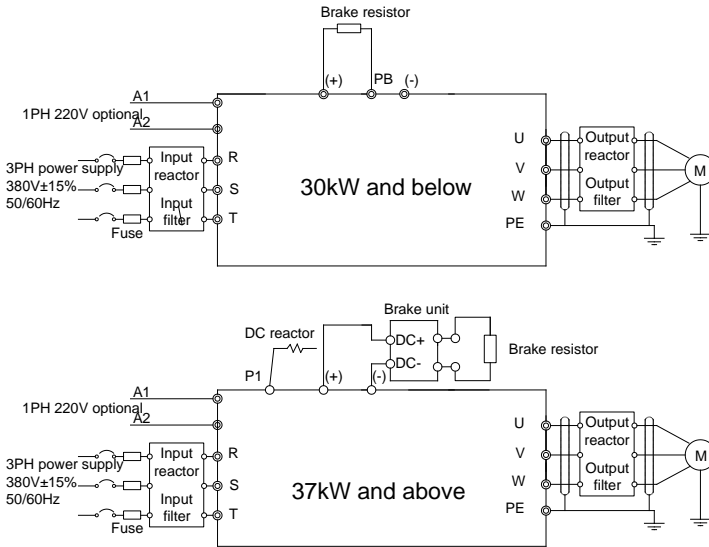 Brake resistor
(+)
PB
(-)
A1
1PH 220V optional
A2
3PH power supply
380V±15%
50/60Hz
Fuse
Input
reactor
Input
filter
R
S
T
30kW and below
U
V
W
PE
Output
reactor
Output
filter
M
Brake unit
DC reactor
DC+
DC-
Brake resistor
P1
(+)
(-)
A1
1PH 220V optional
A2
3PH power supply
380V±15%
50/60Hz
Fuse
Input
reactor
Input
filter
R
S
T
37kW and above
U
V
W
PE
Output
reactor
Output
filter
M